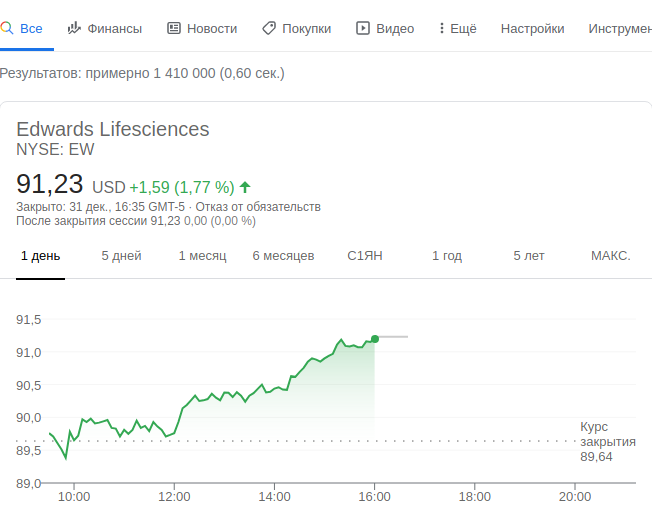 Все Финансы Новости Покупки Видео Ещё Настройки Инструмен
Результатов: примерно 1 410 000 (0,60 сек.)
Edwards Lifesciences
NYSE: EW
91,23 USD +1,59 (1,77 %)
Закрыто: 31 дек., 16:35 GMT-5 · Отказ от обязательств
После закрытия сессии 91,23 0,00 (0,00 %)
1 день 5 дней 1 месяц 6 месяцев С1ЯН 1 год 5 лет МАКС.
91,5
91,0
90,5
90,0
Курс
закрытия
89,64
89,5
89,0
10:00 12:00 14:00 16:00 18:00 20:00